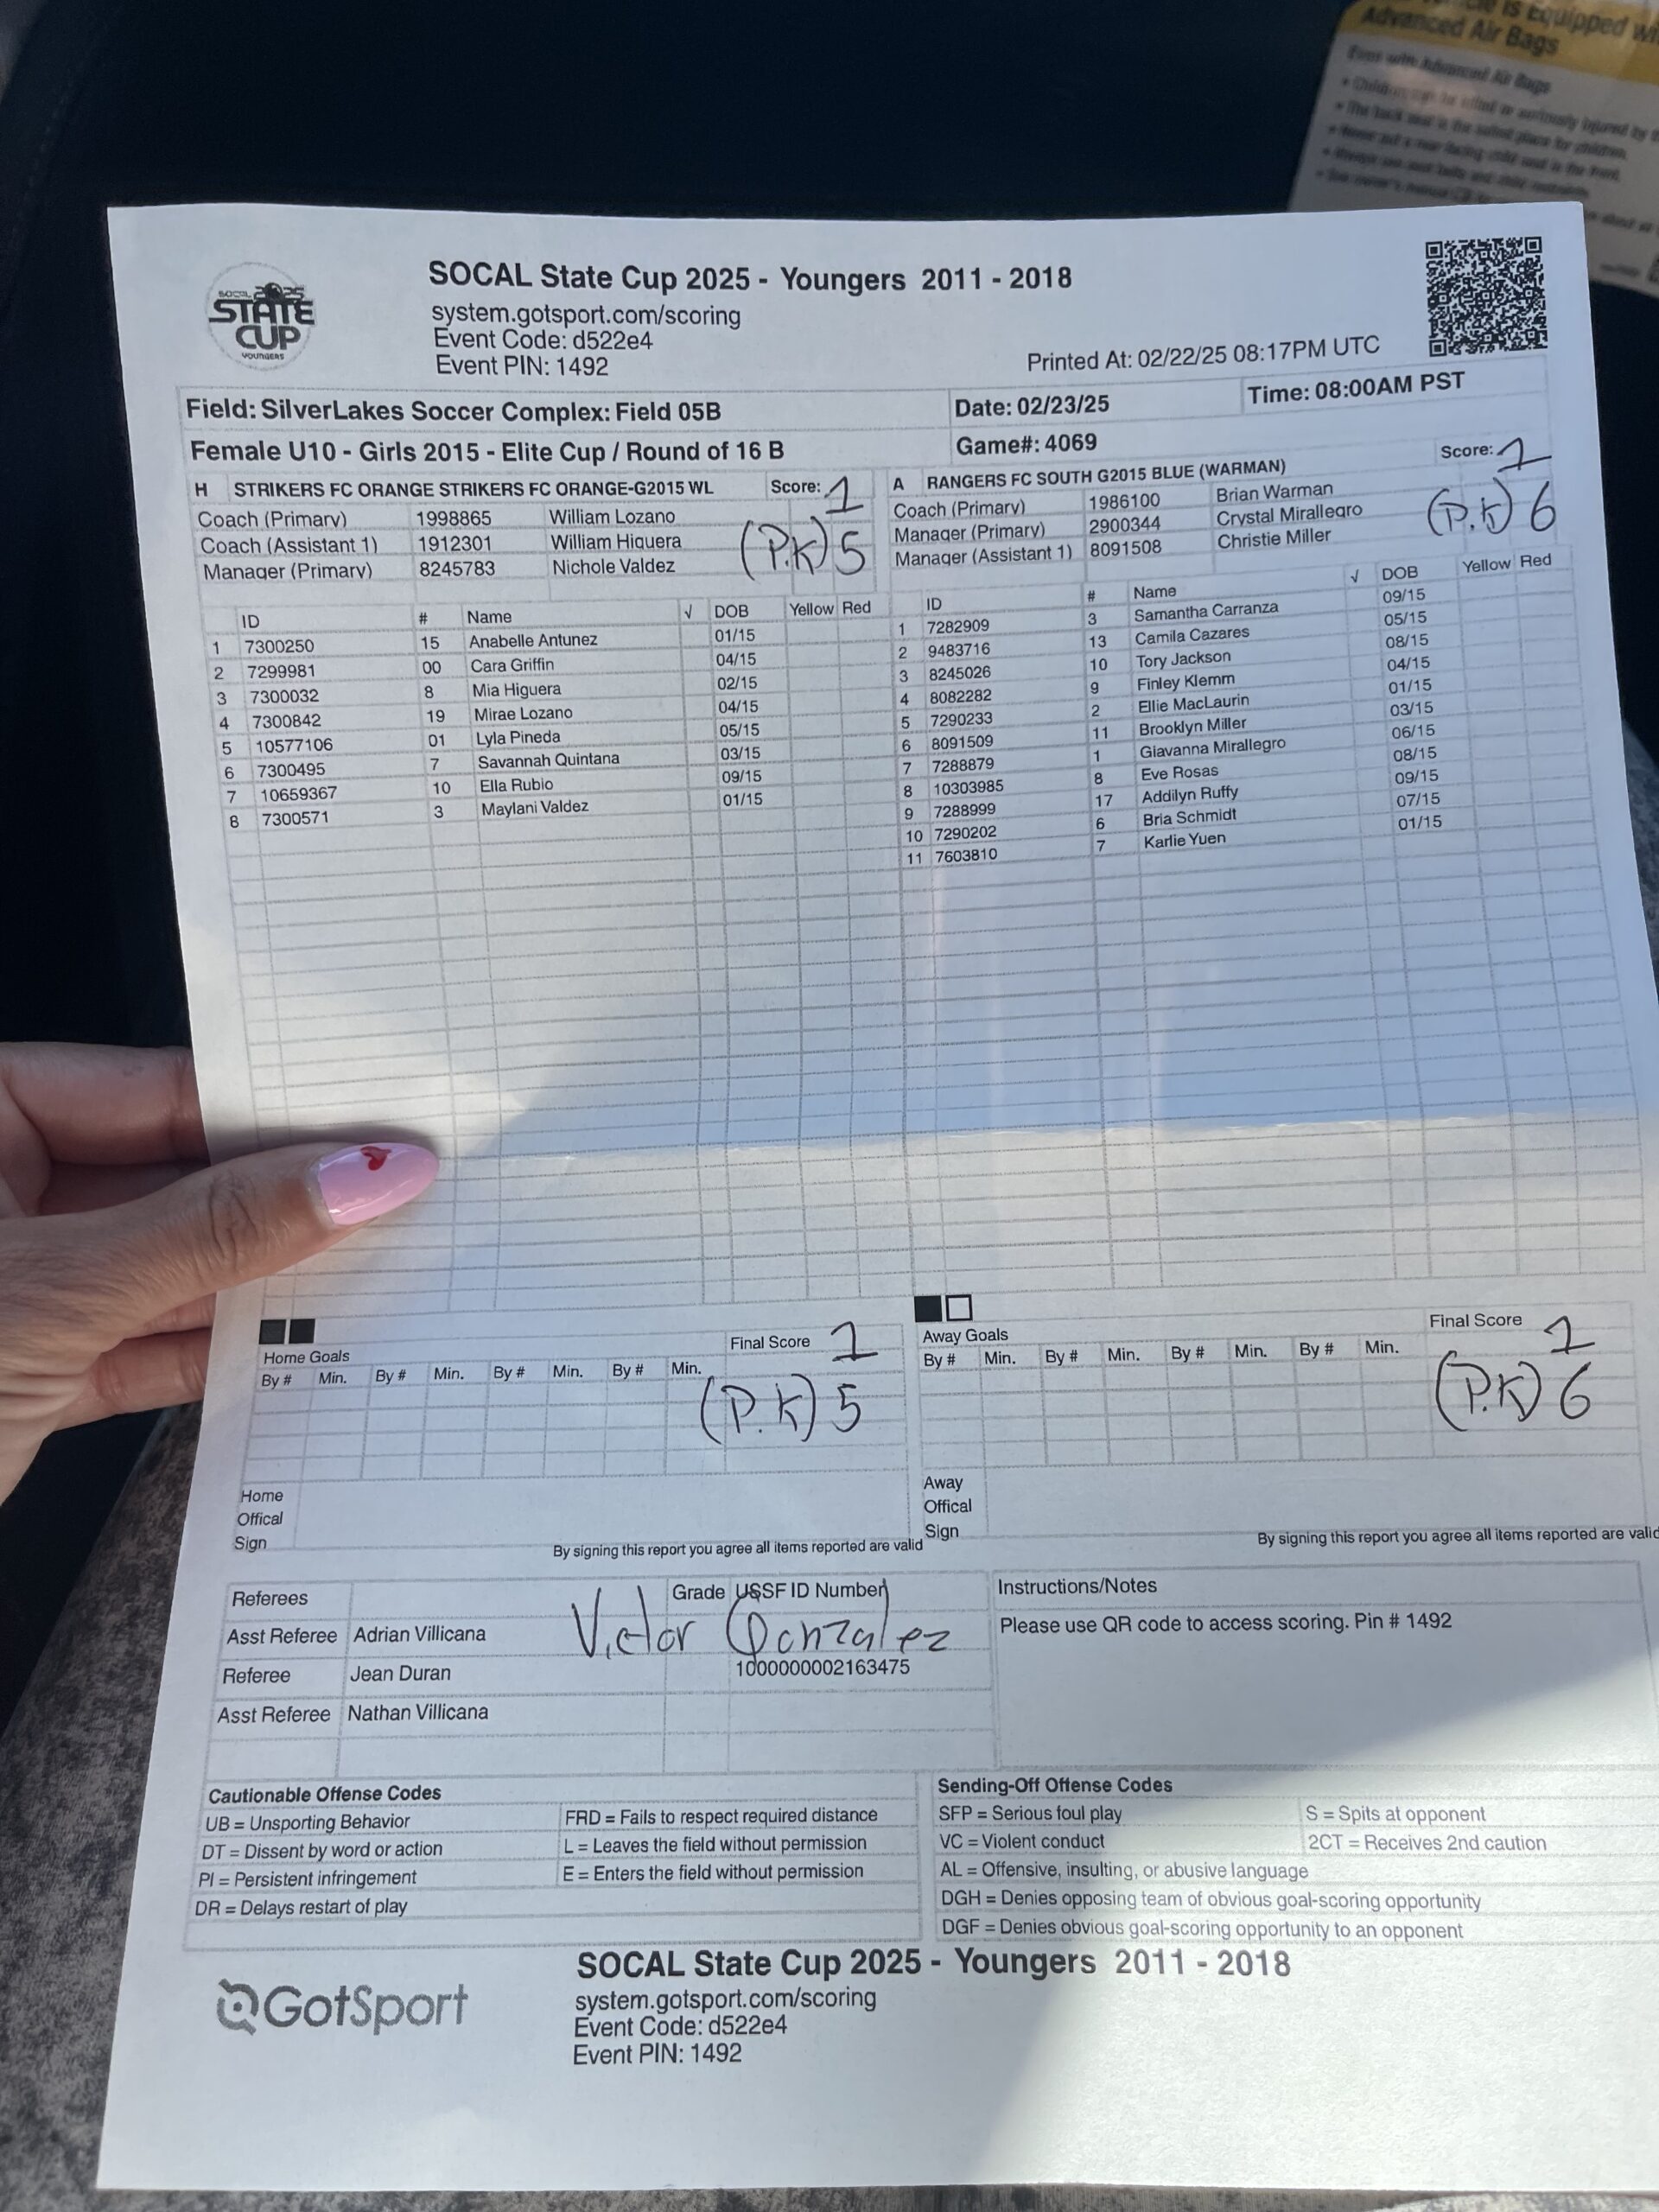 is Equipped
Advanced Air Bags
Even with Advanced Air Bags
SOCAL 2025
STATE
CUP
YOUNGERS
SOCAL State Cup 2025 - Youngers 2011 - 2018
system.gotsport.com/scoring
Event Code: d522e4
Event PIN: 1492
Printed At: 02/22/25 08:17PM UTC
Field: SilverLakes Soccer Complex: Field 05B Date: 02/23/25 Time: 08:00AM PST
Female U10 - Girls 2015 - Elite Cup / Round of 16 B Game#: 4069
H STRIKERS FC ORANGE STRIKERS FC ORANGE-G2015 WL Score: 1
Coach (Primary) 1998865 William Lozano
Coach (Assistant 1) 1912301 William Higuera (P.K) 5
Manager (Primary) 8245783 Nichole Valdez
ID # Name √ DOB Yellow Red
1 7300250 15 Anabelle Antunez 01/15
2 7299981 00 Cara Griffin 04/15
3 7300032 8 Mia Higuera 02/15
4 7300842 19 Mirae Lozano 04/15
5 10577106 01 Lyla Pineda 05/15
6 7300495 7 Savannah Quintana 03/15
7 10659367 10 Ella Rubio 09/15
8 7300571 3 Maylani Valdez 01/15
A RANGERS FC SOUTH G2015 BLUE (WARMAN) Score: 1
Coach (Primary) 1986100 Brian Warman
Manager (Primary) 2900344 Crystal Mirallegro (P.K) 6
Manager (Assistant 1) 8091508 Christie Miller
ID # Name √ DOB Yellow Red
1 7282909 3 Samantha Carranza 09/15
2 9483716 13 Camila Cazares 05/15
3 8245026 10 Tory Jackson 08/15
4 8082282 9 Finley Klemm 04/15
5 7290233 2 Ellie MacLaurin 01/15
6 8091509 11 Brooklyn Miller 03/15
7 7288879 1 Giavanna Mirallegro 06/15
8 10303985 8 Eve Rosas 08/15
9 7288999 17 Addilyn Ruffy 09/15
10 7290202 6 Bria Schmidt 07/15
11 7603810 7 Karlie Yuen 01/15
Home Goals Final Score 1
By # Min. By # Min. By # Min. By # Min.
(P.K) 5
Away Goals Final Score 1
By # Min. By # Min. By # Min. By # Min.
(P.K) 6
Home
Offical
Sign
By signing this report you agree all items reported are valid
Away
Offical
Sign
By signing this report you agree all items reported are valid
Referees Grade USSF ID Number
Asst Referee Adrian Villicana Victor Gonzalez
Referee Jean Duran 1000000002163475
Asst Referee Nathan Villicana
Instructions/Notes
Please use QR code to access scoring. Pin # 1492
Cautionable Offense Codes
UB = Unsporting Behavior FRD = Fails to respect required distance
DT = Dissent by word or action L = Leaves the field without permission
PI = Persistent infringement E = Enters the field without permission
DR = Delays restart of play
Sending-Off Offense Codes
SFP = Serious foul play S = Spits at opponent
VC = Violent conduct 2CT = Receives 2nd caution
AL = Offensive, insulting, or abusive language
DGH = Denies opposing team of obvious goal-scoring opportunity
DGF = Denies obvious goal-scoring opportunity to an opponent
GotSport
SOCAL State Cup 2025 - Youngers 2011 - 2018
system.gotsport.com/scoring
Event Code: d522e4
Event PIN: 1492